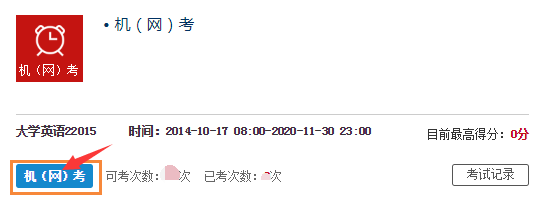 • 机（网）考
机（网）考
大学英语22015 时间：2014-10-17 08:00-2020-11-30 23:00 目前最高得分：0分
机（网）考 可考次数： 次 已考次数： 次 考试记录